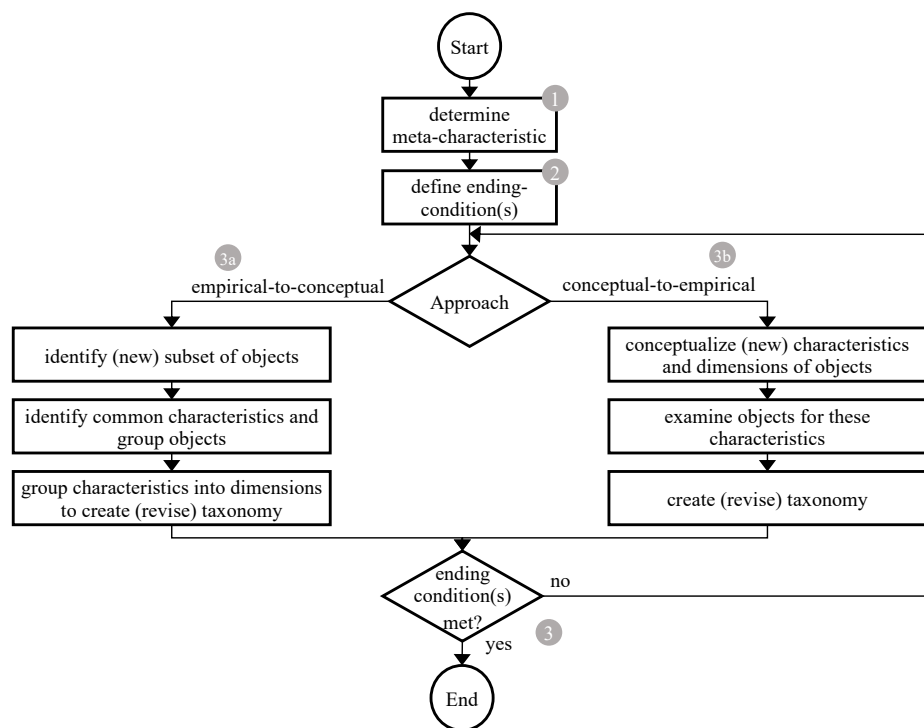 Start
1
determine
meta-characteristic
2
define ending-
condition(s)
3a
empirical-to-conceptual
Approach
3b
conceptual-to-empirical
identify (new) subset of objects
identify common characteristics and
group objects
group characteristics into dimensions
to create (revise) taxonomy
conceptualize (new) characteristics
and dimensions of objects
examine objects for these
characteristics
create (revise) taxonomy
ending
condition(s)
met?
no
3
yes
End